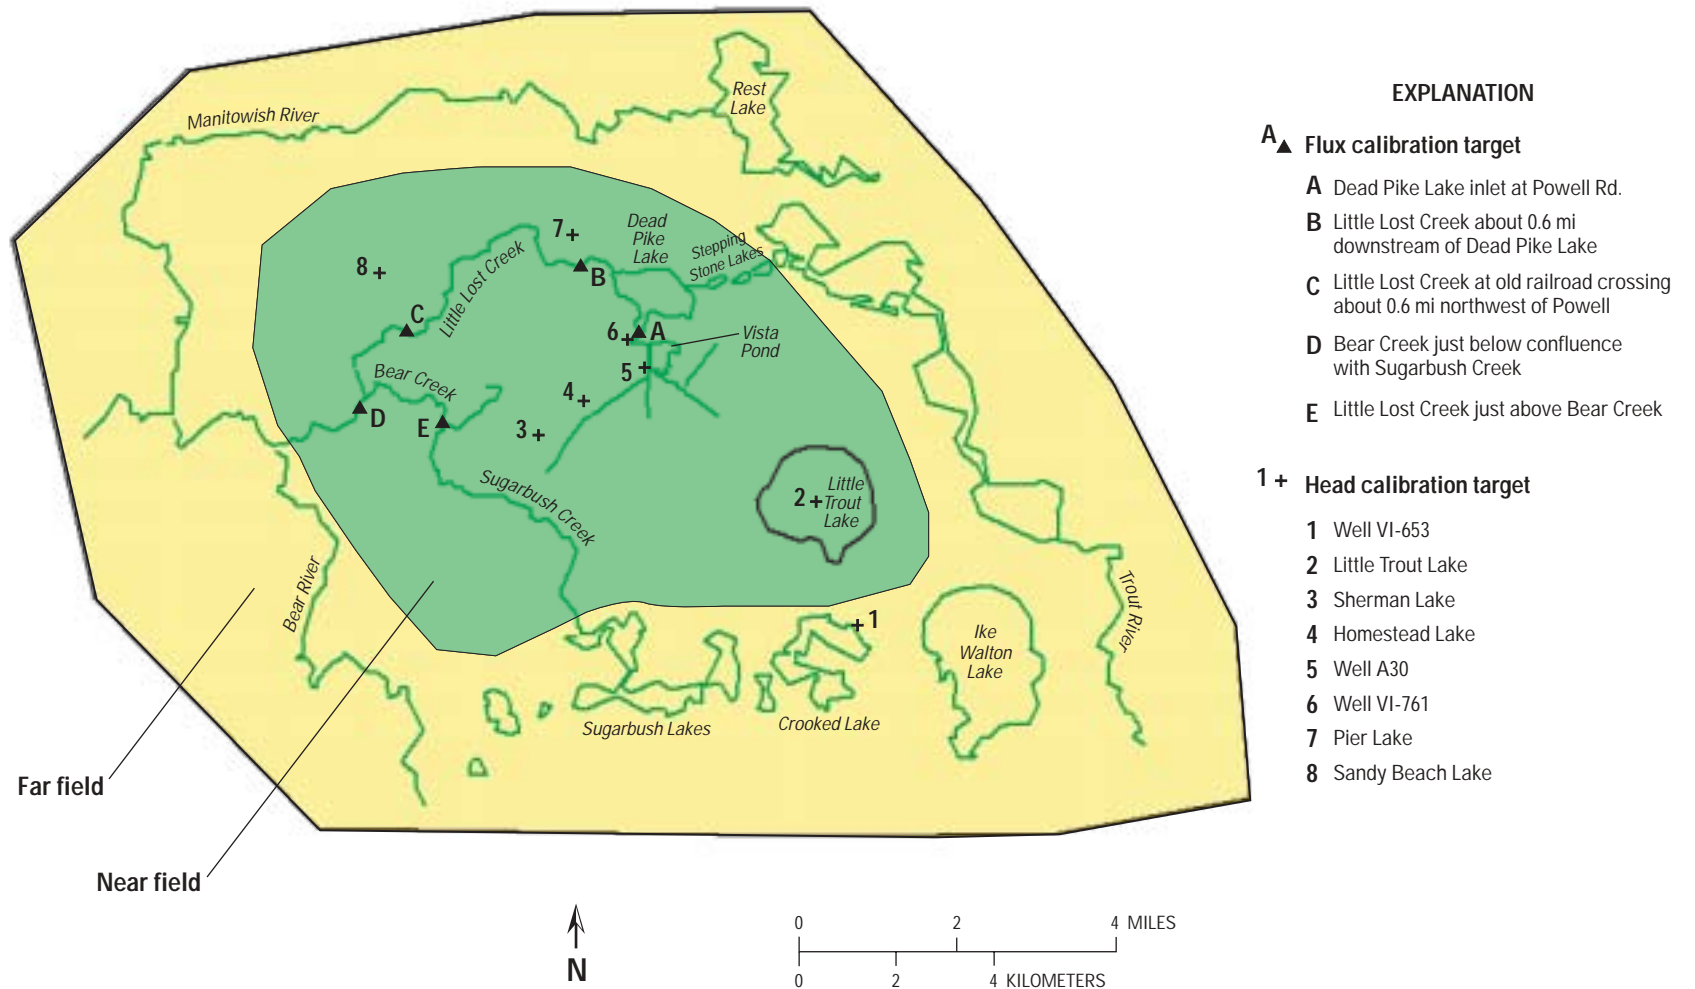 Manitowish River
Rest
Lake
7
Dead
Pike
Lake
Stepping
Stone Lakes
8
B
Little Lost Creek
C
6
A
Vista
Pond
5
Bear Creek
4
D
E
3
Sugarbush Creek
2
Little
Trout
Lake
Bear River
1
Ike
Walton
Lake
Trout River
Sugarbush Lakes
Crooked Lake
Far field
Near field
N
0 2 4 MILES
0 2 4 KILOMETERS
EXPLANATION
A Flux calibration target
A Dead Pike Lake inlet at Powell Rd.
B Little Lost Creek about 0.6 mi
downstream of Dead Pike Lake
C Little Lost Creek at old railroad crossing
about 0.6 mi northwest of Powell
D Bear Creek just below confluence
with Sugarbush Creek
E Little Lost Creek just above Bear Creek
1 + Head calibration target
1 Well VI-653
2 Little Trout Lake
3 Sherman Lake
4 Homestead Lake
5 Well A30
6 Well VI-761
7 Pier Lake
8 Sandy Beach Lake